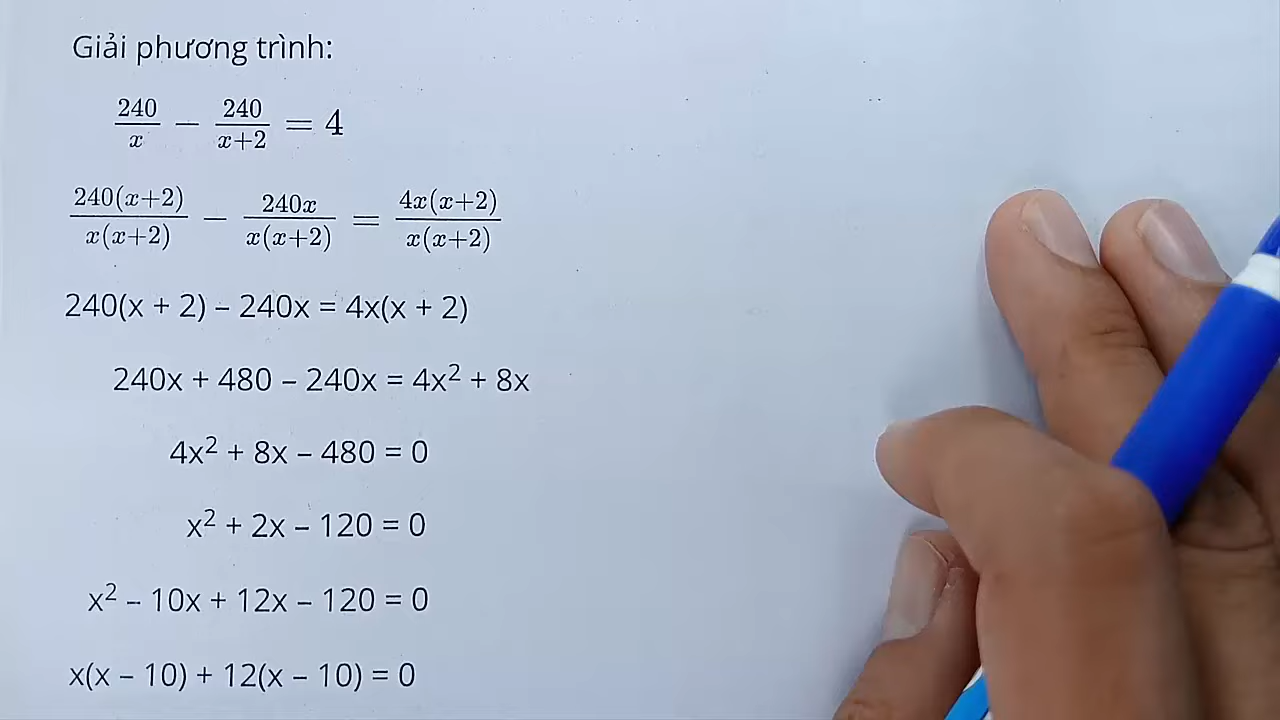 Giải phương trình:
240/x − 240/(x+2) = 4
240(x+2)/x(x+2) − 240x/x(x+2) = 4x(x+2)/x(x+2)
240(x + 2) – 240x = 4x(x + 2)
240x + 480 – 240x = 4x² + 8x
4x² + 8x – 480 = 0
x² + 2x – 120 = 0
x² – 10x + 12x – 120 = 0
x(x – 10) + 12(x – 10) = 0